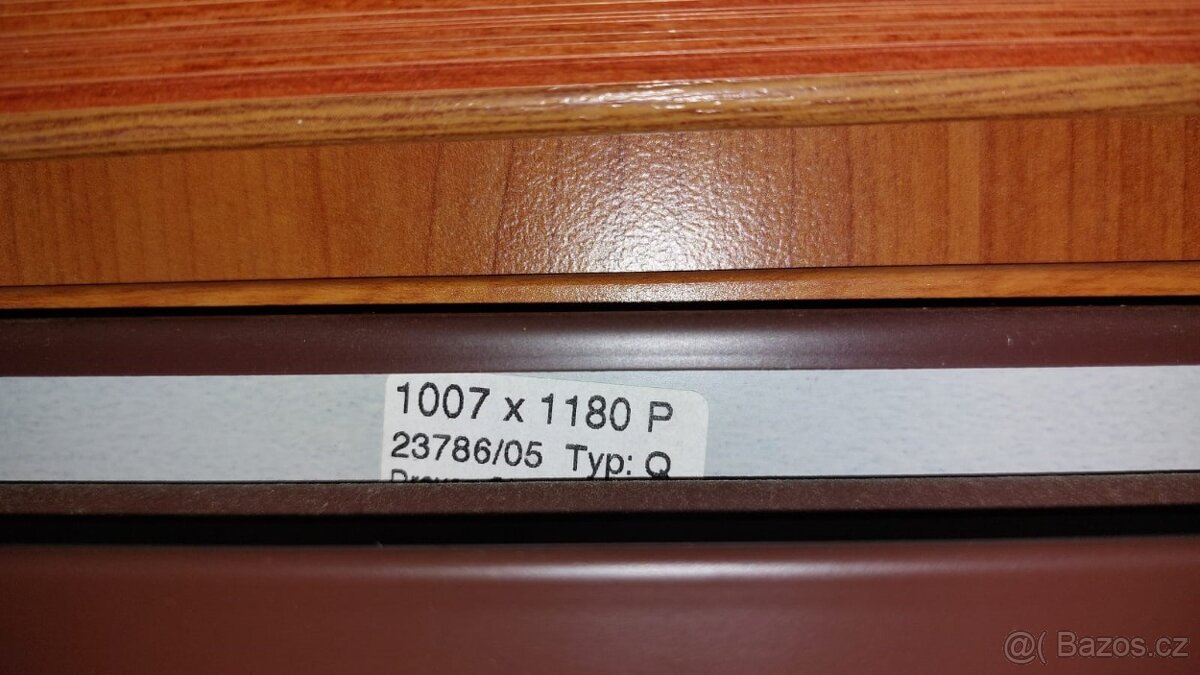 1007 x 1180 P
23786/05 Typ: Q
@( Bazos.cz